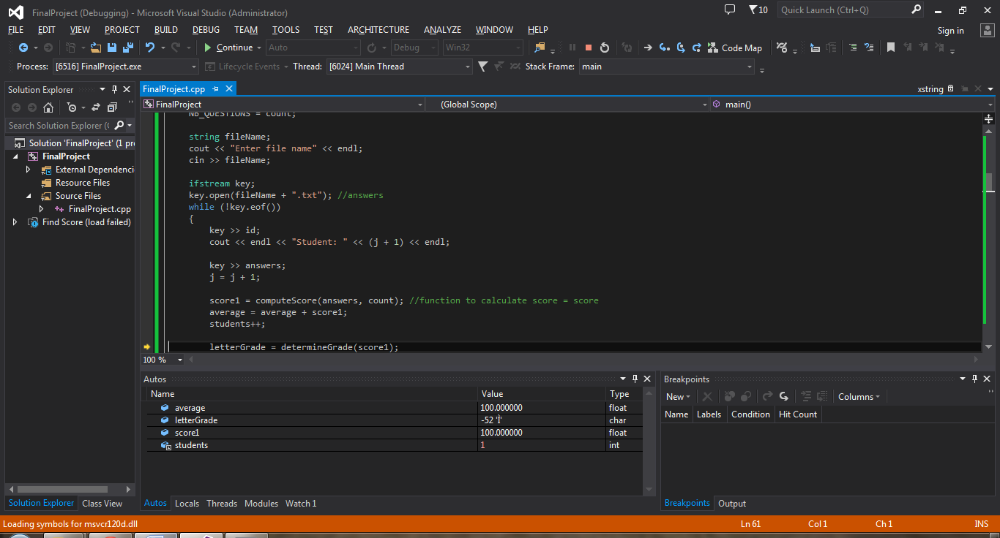 FinalProject (Debugging) - Microsoft Visual Studio (Administrator)
10
Quick Launch (Ctrl+Q)
FILE EDIT VIEW PROJECT BUILD DEBUG TEAM TOOLS TEST ARCHITECTURE ANALYZE WINDOW HELP
Sign in
Continue Auto Debug Win32 Code Map
Process: [6516] FinalProject.exe Lifecycle Events Thread: [6024] Main Thread Stack Frame: main
Solution Explorer
Search Solution Explorer (
Solution 'FinalProject' (1 pr
FinalProject
External Dependenci
Resource Files
Source Files
FinalProject.cpp
Find Score (load failed)
Solution Explorer Class View
FinalProject.cpp
xstring
FinalProject (Global Scope) main()
NB_QUESTIONS = count;
string fileName;
cout << "Enter file name" << endl;
cin >> fileName;
ifstream key;
key.open(fileName + ".txt"); //answers
while (!key.eof())
{
key >> id;
cout << endl << "Student: " << (j + 1) << endl;
key >> answers;
j = j + 1;
score1 = computeScore(answers, count); //function to calculate score = score
average = average + score1;
students++;
letterGrade = determineGrade(score1);
100 %
Autos
Name Value Type
average 100.000000 float
letterGrade -52 'Ì' char
score1 100.000000 float
students 1 int
Autos Locals Threads Modules Watch 1
Breakpoints
New Columns
Name Labels Condition Hit Count
Breakpoints Output
Loading symbols for msvcr120d.dll
Ln 61 Col 1 Ch 1 INS